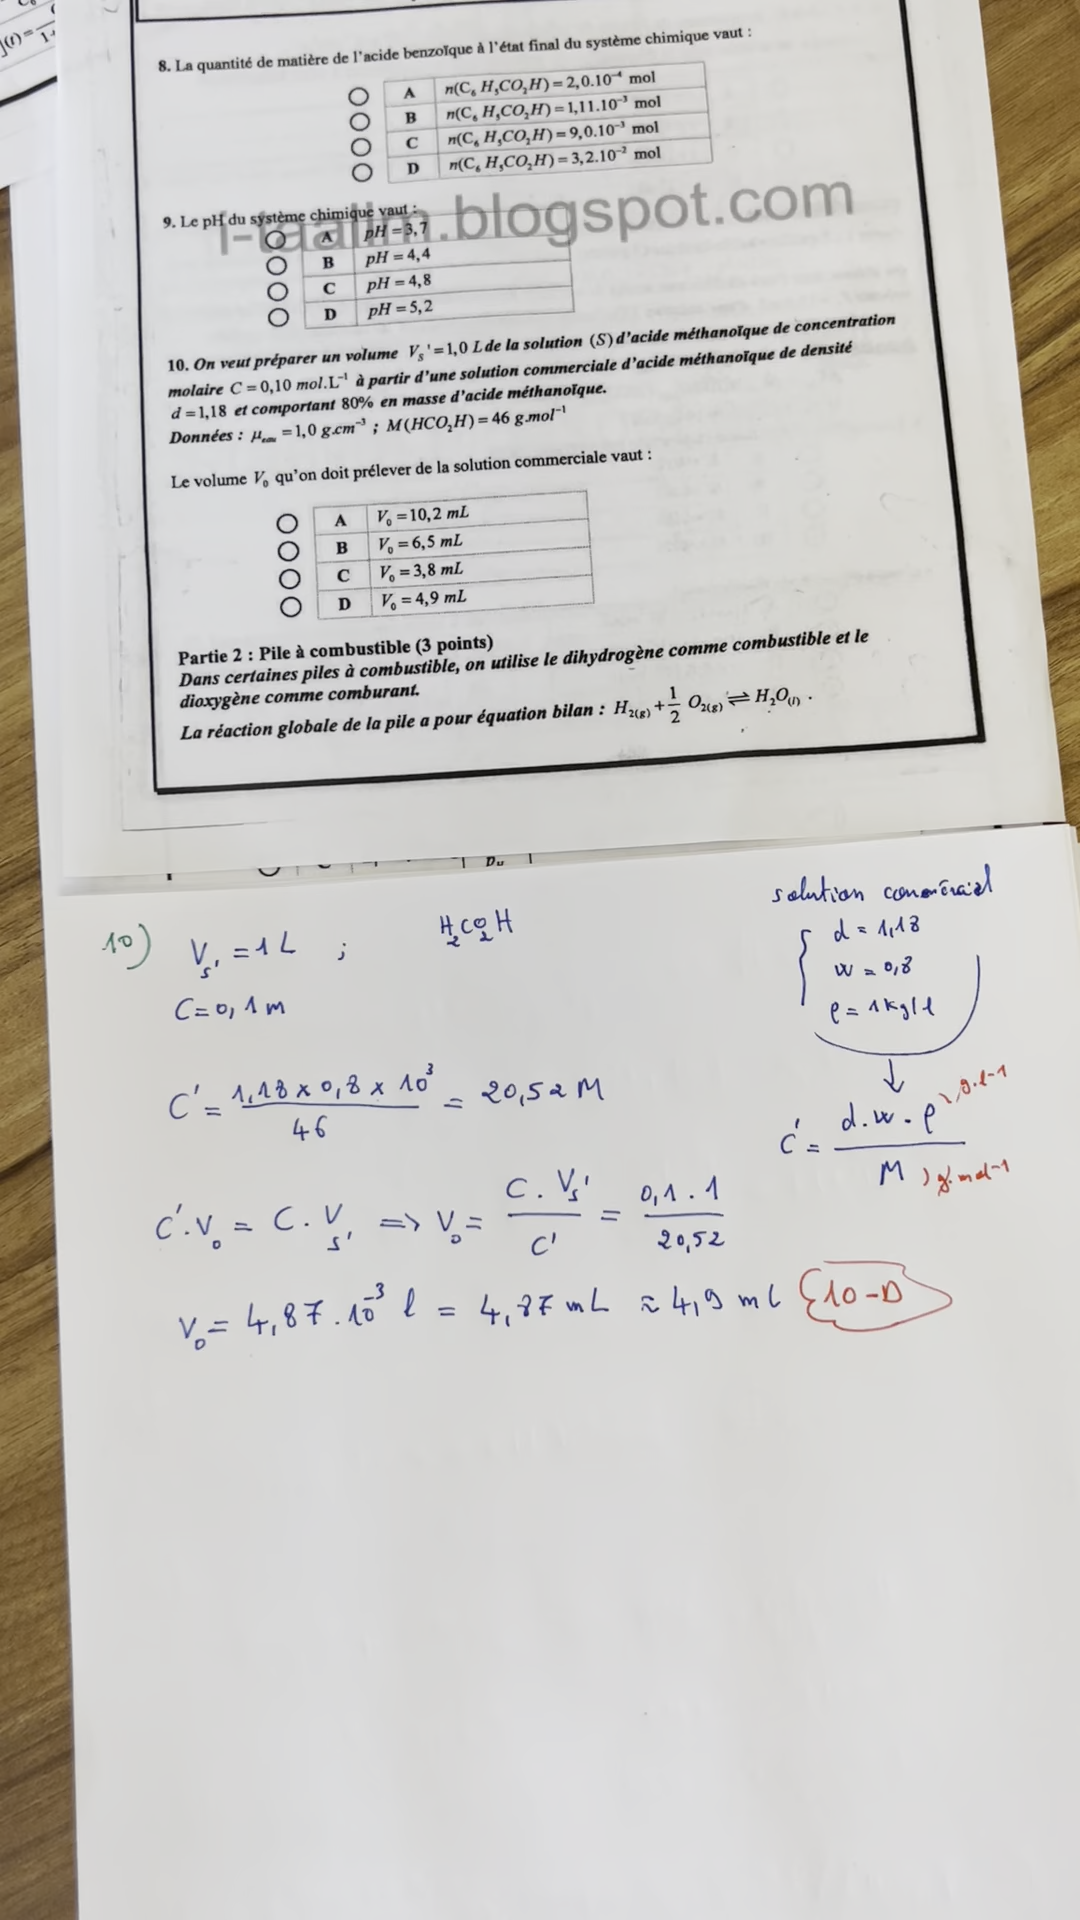 8. La quantité de matière de l'acide benzoïque à l'état final du système chimique vaut :
A n(C₆ H₅CO₂H) = 2,0.10⁻⁴ mol
B n(C₆ H₅CO₂H) = 1,11.10⁻³ mol
C n(C₆ H₅CO₂H) = 9,0.10⁻³ mol
D n(C₆ H₅CO₂H) = 3,2.10⁻² mol
i-taalim.blogspot.com
9. Le pH du système chimique vaut :
A pH = 3,7
B pH = 4,4
C pH = 4,8
D pH = 5,2
10. On veut préparer un volume Vₛ' = 1,0 L de la solution (S) d'acide méthanoïque de concentration
molaire C = 0,10 mol.L⁻¹ à partir d'une solution commerciale d'acide méthanoïque de densité
d = 1,18 et comportant 80% en masse d'acide méthanoïque.
Données : μₑₐᵤ = 1,0 g.cm⁻³ ; M(HCO₂H) = 46 g.mol⁻¹
Le volume V₀ qu'on doit prélever de la solution commerciale vaut :
A V₀ = 10,2 mL
B V₀ = 6,5 mL
C V₀ = 3,8 mL
D V₀ = 4,9 mL
Partie 2 : Pile à combustible (3 points)
Dans certaines piles à combustible, on utilise le dihydrogène comme combustible et le
dioxygène comme comburant.
La réaction globale de la pile a pour équation bilan : H₂(g) + 1/2 O₂(g) ⇌ H₂O(l) .
solution commercial
10) Vₛ' = 1 L ; H₂CO₂H
d = 1,18
w = 0,8
C = 0,1 m
ρ = 1kg/l
C' = 1,18 x 0,8 x 10³ / 46 = 20,52 M
C' = d.w.ρ / M
g.l-1
g.mol-1
C'.V₀ = C.Vₛ' => V₀ = C.Vₛ' / C' = 0,1.1 / 20,52
V₀ = 4,87.10⁻³ l = 4,87 mL ≈ 4,9 mL 10-D